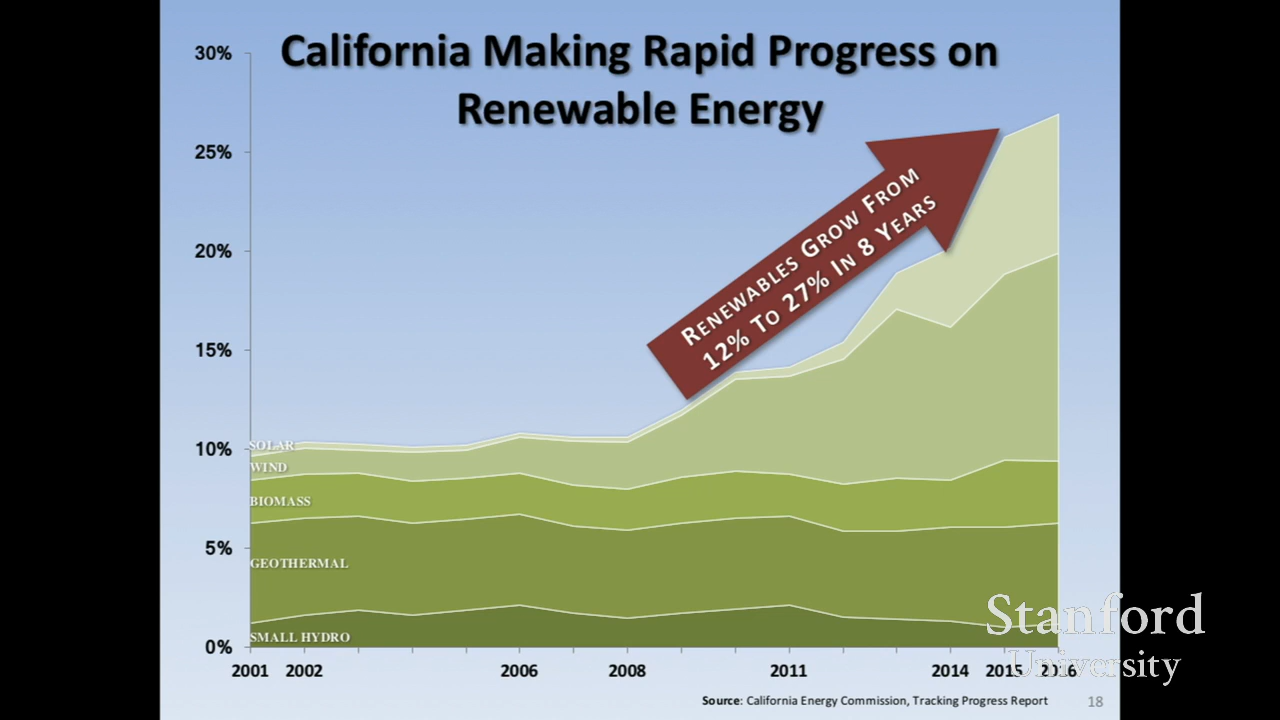 California Making Rapid Progress on
Renewable Energy
30%
25%
20%
15%
10%
5%
0%
RENEWABLES GROW FROM
12% TO 27% IN 8 YEARS
SOLAR
WIND
BIOMASS
GEOTHERMAL
SMALL HYDRO
2001 2002 2006 2008 2011 2014 2015 2016
Stanford
University
Source: California Energy Commission, Tracking Progress Report
18